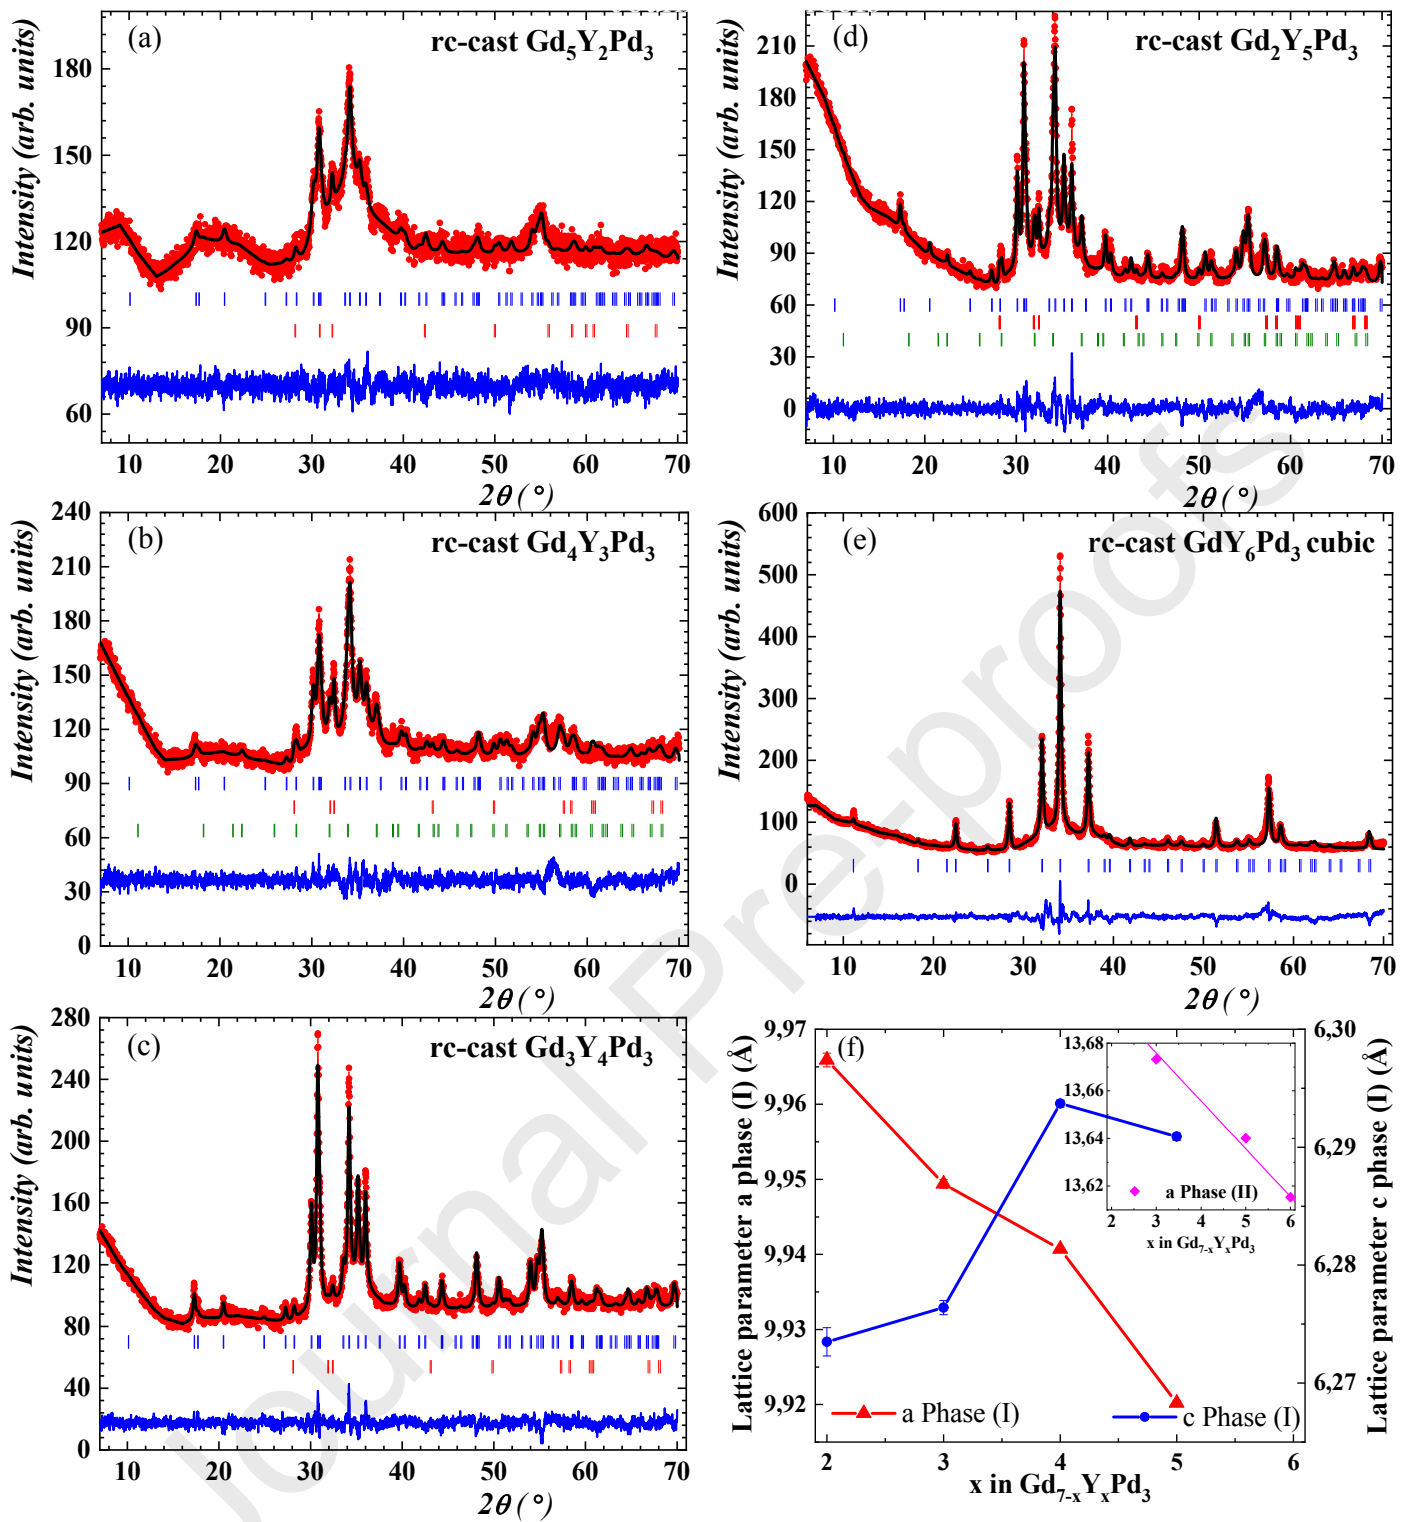 (a)
rc-cast Gd5Y2Pd3
Intensity (arb. units)
180
150
120
90
60
10 20 30 40 50 60 70
2θ (°)
(d)
rc-cast Gd2Y5Pd3
Intensity (arb. units)
210
180
150
120
90
60
30
0
10 20 30 40 50 60 70
2θ (°)
(b)
rc-cast Gd4Y3Pd3
Intensity (arb. units)
240
210
180
150
120
90
60
30
0
10 20 30 40 50 60 70
2θ (°)
(e)
rc-cast GdY6Pd3 cubic
Intensity (arb. units)
600
500
400
300
200
100
0
10 20 30 40 50 60 70
2θ (°)
(c)
rc-cast Gd3Y4Pd3
Intensity (arb. units)
280
240
200
160
120
80
40
0
10 20 30 40 50 60 70
2θ (°)
(f)
Lattice parameter a phase (I) (Å)
9,97
9,96
9,95
9,94
9,93
9,92
Lattice parameter c phase (I) (Å)
6,30
6,29
6,28
6,27
13,68
13,66
13,64
13,62
a Phase (II)
2 3 4 5 6
x in Gd7-xYxPd3
a Phase (I)
c Phase (I)
2 3 4 5 6
x in Gd7-xYxPd3
Journal Pre-proofs